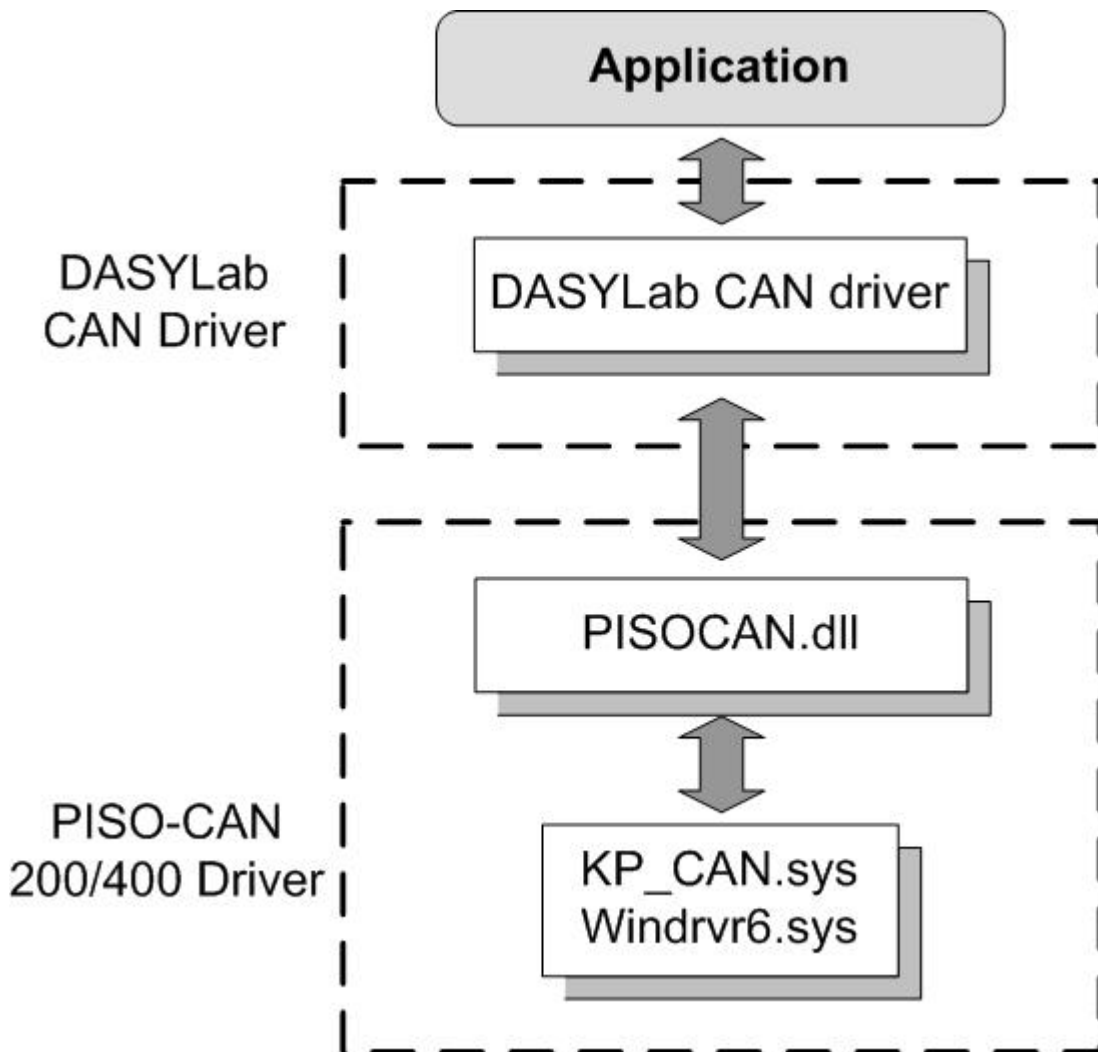 Application
DASYLab
CAN Driver
DASYLab CAN driver
PISOCAN.dll
PISO-CAN
200/400 Driver
KP_CAN.sys
Windrvr6.sys